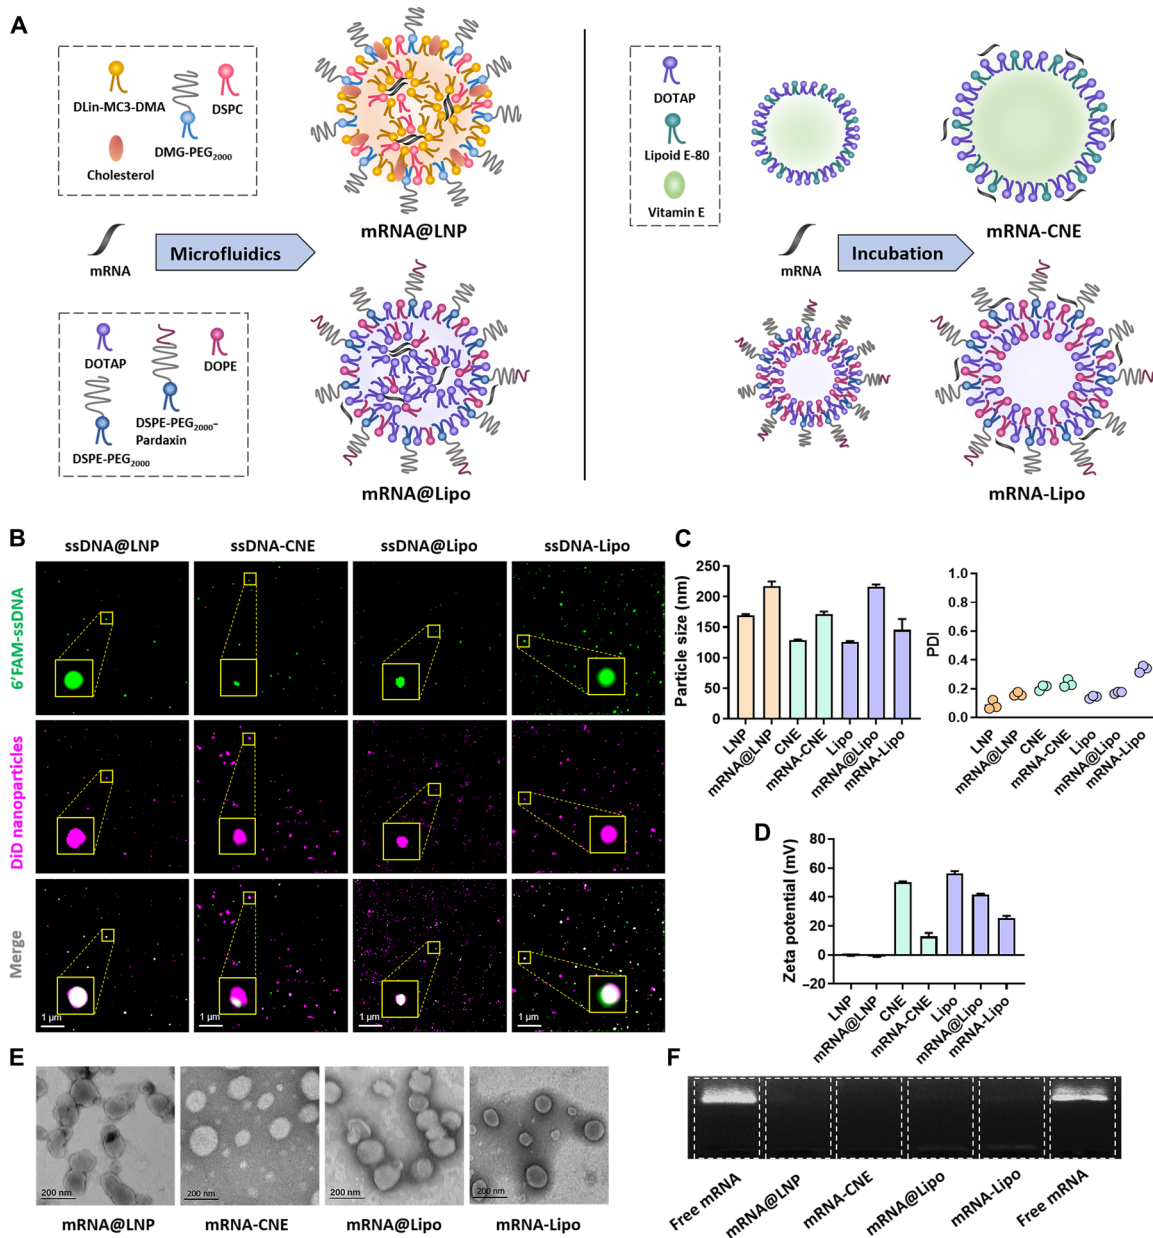 A
DLin-MC3-DMA
DSPC
DMG-PEG2000
Cholesterol
mRNA
Microfluidics
mRNA@LNP
DOTAP
DOPE
DSPE-PEG2000–
Pardaxin
DSPE-PEG2000
mRNA@Lipo
DOTAP
Lipoid E-80
Vitamin E
mRNA-CNE
mRNA
Incubation
mRNA-Lipo
B
ssDNA@LNP
ssDNA-CNE
ssDNA@Lipo
ssDNA-Lipo
6'FAM-ssDNA
DiD nanoparticles
Merge
1 μm
1 μm
1 μm
1 μm
C
Particle size (nm)
250
200
150
100
50
0
LNP
mRNA@LNP
CNE
mRNA-CNE
Lipo
mRNA@Lipo
mRNA-Lipo
PDI
1.0
0.8
0.6
0.4
0.2
0.0
LNP
mRNA@LNP
CNE
mRNA-CNE
Lipo
mRNA@Lipo
mRNA-Lipo
D
Zeta potential (mV)
80
60
40
20
0
–20
LNP
mRNA@LNP
CNE
mRNA-CNE
Lipo
mRNA@Lipo
mRNA-Lipo
E
200 nm
200 nm
200 nm
200 nm
mRNA@LNP
mRNA-CNE
mRNA@Lipo
mRNA-Lipo
F
Free mRNA
mRNA@LNP
mRNA-CNE
mRNA@Lipo
mRNA-Lipo
Free mRNA